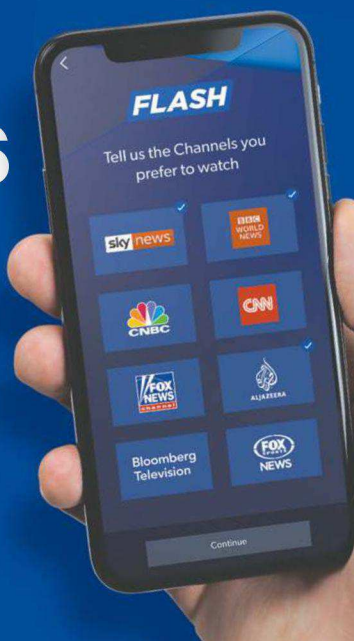 S
FLASH
Tell us the Channels you
prefer to watch
sky news
BBC
WORLD
NEWS
CNBC
CNN
FOX
NEWS
channel
ALJAZEERA
Bloomberg
Television
FOX
SPORTS
NEWS
Continue